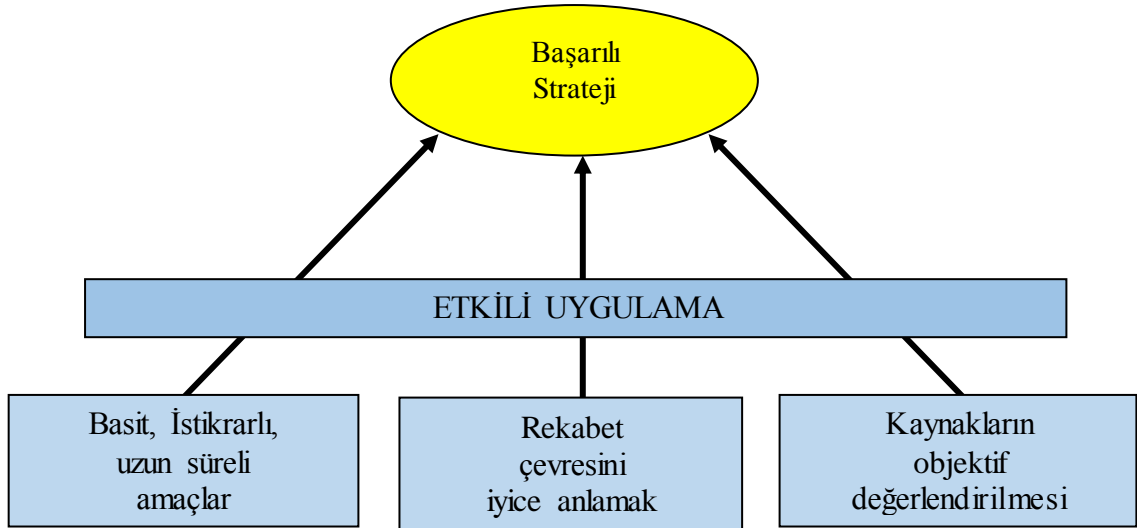 Başarılı
Strateji
ETKİLİ UYGULAMA
Basit, İstikrarlı,
uzun süreli
amaçlar
Rekabet
çevresini
iyice anlamak
Kaynakların
objektif
değerlendirilmesi